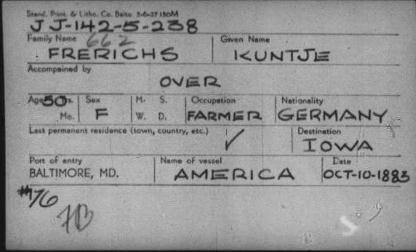 Stand. Print. & Litho. Co. Balto. 5-6-37 150M
JJ-142-5-238
Family Name 662 Given Name
FRERICHS KUNTJE
Accompanied by
OVER
Age 50 Yrs. Sex M. S. Occupation Nationality
Mo. F W. D. FARMER GERMANY
Last permanent residence (town, country, etc.) Destination
✓ IOWA
Port of entry Name of vessel Date
BALTIMORE, MD. AMERICA OCT-10-1883
#76